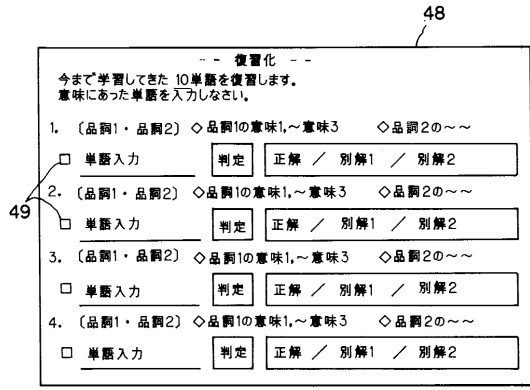 48
-- 復習化 --
今まで学習してきた 10単語を復習します。
意味にあった単語を入力しなさい。
1. 〔品詞1・品詞2〕 ◇品詞1の意味1,～意味3 ◇品詞2の～～
□ 単語入力 判定 正解 ／ 別解1 ／ 別解2
49
2. 〔品詞1・品詞2〕 ◇品詞1の意味1,～意味3 ◇品詞2の～～
□ 単語入力 判定 正解 ／ 別解1 ／ 別解2
3. 〔品詞1・品詞2〕 ◇品詞1の意味1,～意味3 ◇品詞2の～～
□ 単語入力 判定 正解 ／ 別解1 ／ 別解2
4. 〔品詞1・品詞2〕 ◇品詞1の意味1,～意味3 ◇品詞2の～～
□ 単語入力 判定 正解 ／ 別解1 ／ 別解2